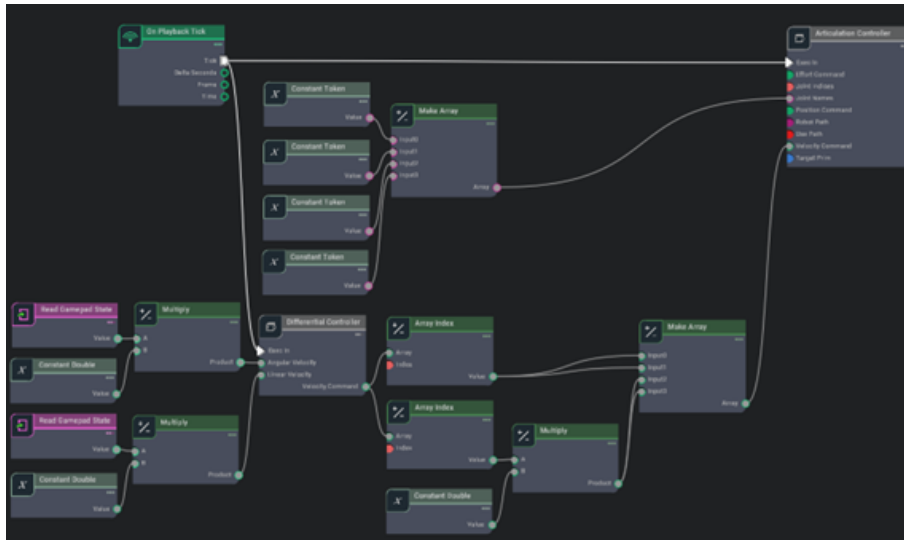 On Playback Tick
Tick
Delta Seconds
Frame
Time
Articulation Controller
Exec In
Effort Command
Joint Indices
Joint Names
Position Command
Robot Path
Use Path
Velocity Command
Target Prim
Constant Token
Value
Constant Token
Value
Constant Token
Value
Constant Token
Value
Make Array
Input0
Input1
Input2
Input3
Array
Read Gamepad State
Value
Constant Double
Value
Multiply
A
B
Product
Read Gamepad State
Value
Constant Double
Value
Multiply
A
B
Product
Differential Controller
Exec In
Angular Velocity
Linear Velocity
Velocity Command
Array Index
Array
Index
Value
Array Index
Array
Index
Value
Constant Double
Value
Multiply
A
B
Product
Make Array
Input0
Input1
Input2
Input3
Array